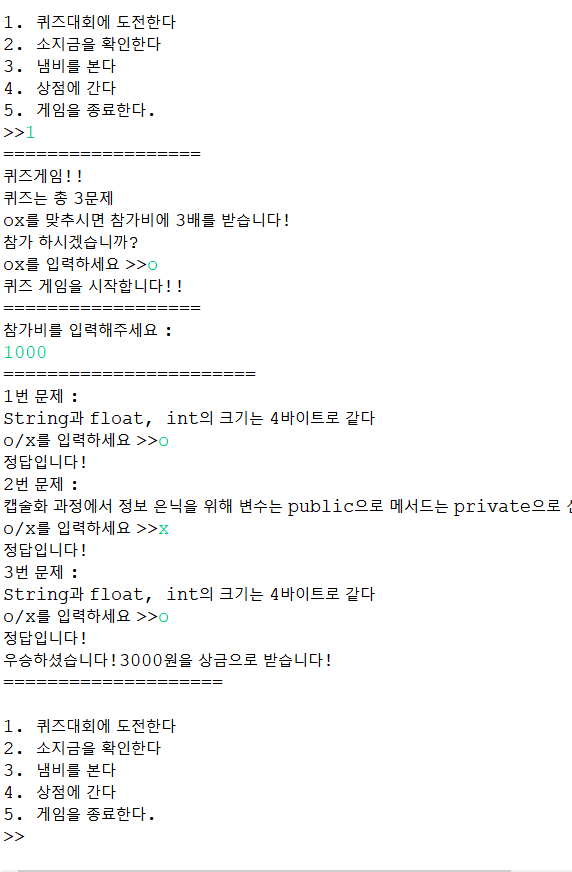 1. 퀴즈대회에 도전한다
2. 소지금을 확인한다
3. 냄비를 본다
4. 상점에 간다
5. 게임을 종료한다.
>>1
==================
퀴즈게임!!
퀴즈는 총 3문제
ox를 맞추시면 참가비에 3배를 받습니다!
참가 하시겠습니까?
ox를 입력하세요 >>o
퀴즈 게임을 시작합니다!!
==================
참가비를 입력해주세요 :
1000
=======================
1번 문제 :
String과 float, int의 크기는 4바이트로 같다
o/x를 입력하세요 >>o
정답입니다!
2번 문제 :
캡술화 과정에서 정보 은닉을 위해 변수는 public으로 메서드는 private으로
o/x를 입력하세요 >>x
정답입니다!
3번 문제 :
String과 float, int의 크기는 4바이트로 같다
o/x를 입력하세요 >>o
정답입니다!
우승하셨습니다!3000원을 상금으로 받습니다!
====================
1. 퀴즈대회에 도전한다
2. 소지금을 확인한다
3. 냄비를 본다
4. 상점에 간다
5. 게임을 종료한다.
>>